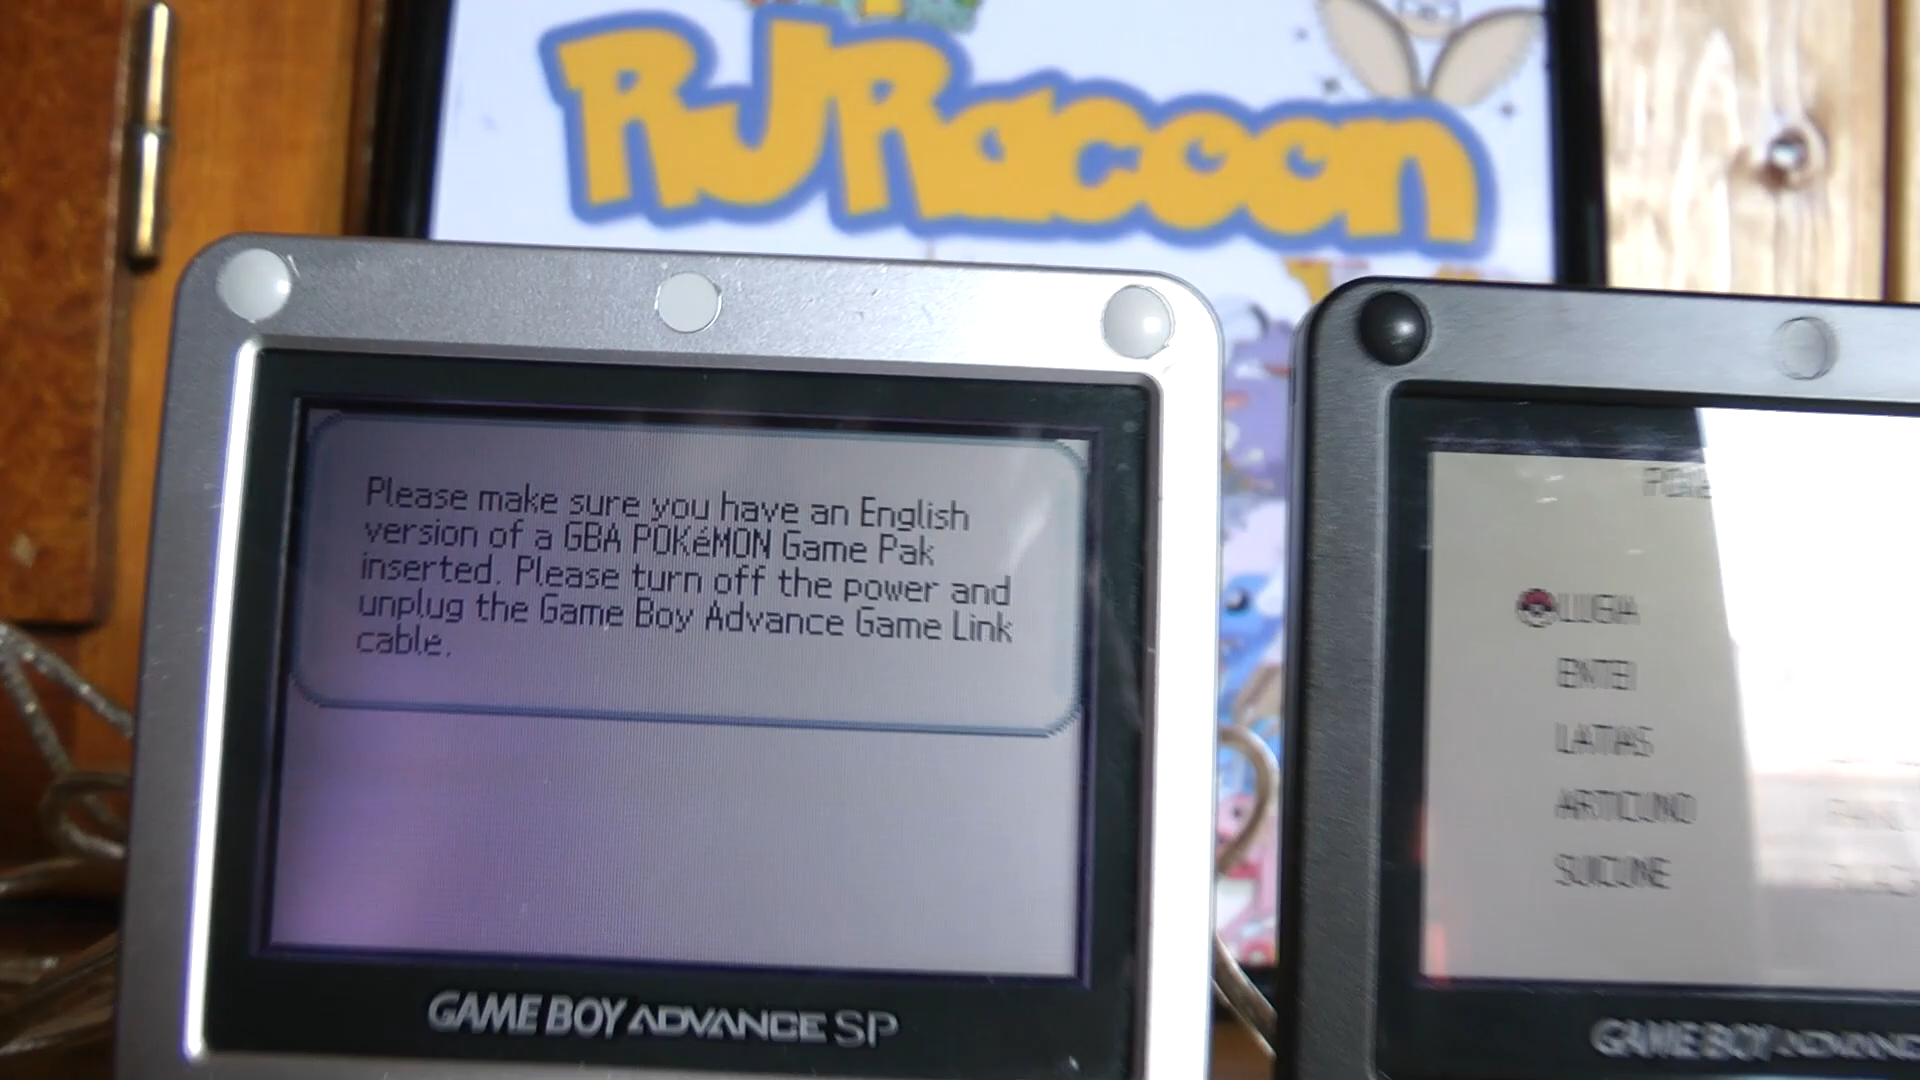 RJRacoon
Please make sure you have an English
version of a GBA POKéMON Game Pak
inserted. Please turn off the power and
unplug the Game Boy Advance Game Link
cable.
GAME BOY ADVANCE SP
LUGIA
ENTEI
LATIAS
ARTICUNO
SUICUNE
GAME BOY ADVANC